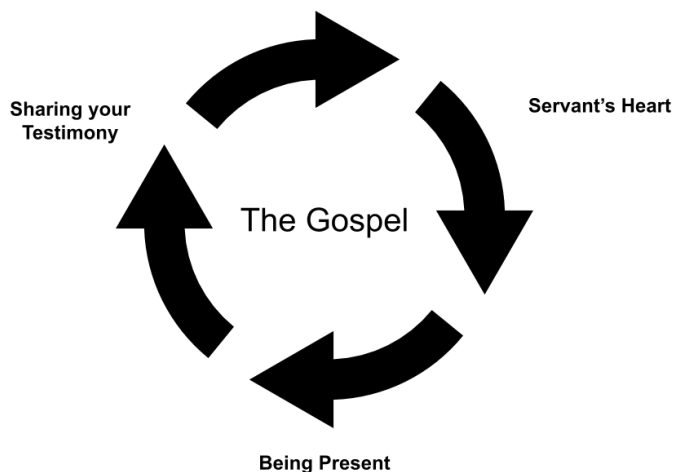 Sharing your
Testimony
Servant's Heart
The Gospel
Being Present